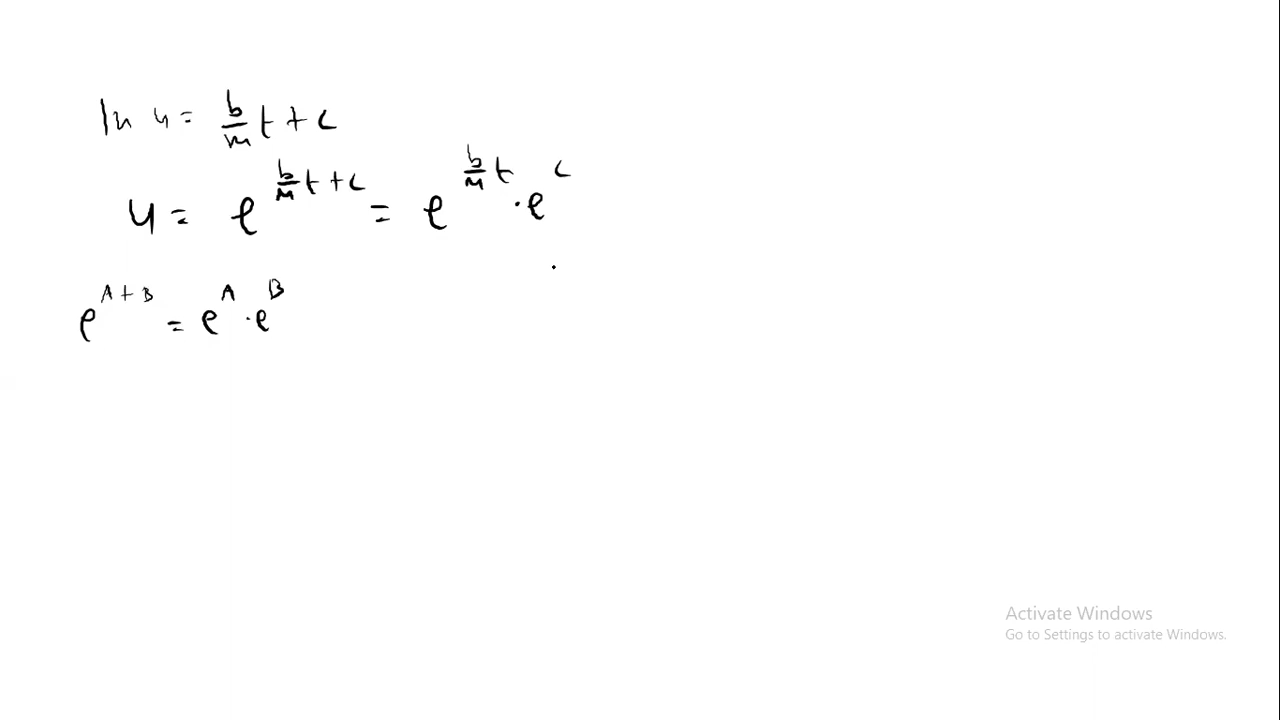 ln u = b/m t + c
u = e^(b/m t + c) = e^(b/m t) · e^c
e^(A + B) = e^A · e^B
Activate Windows
Go to Settings to activate Windows.